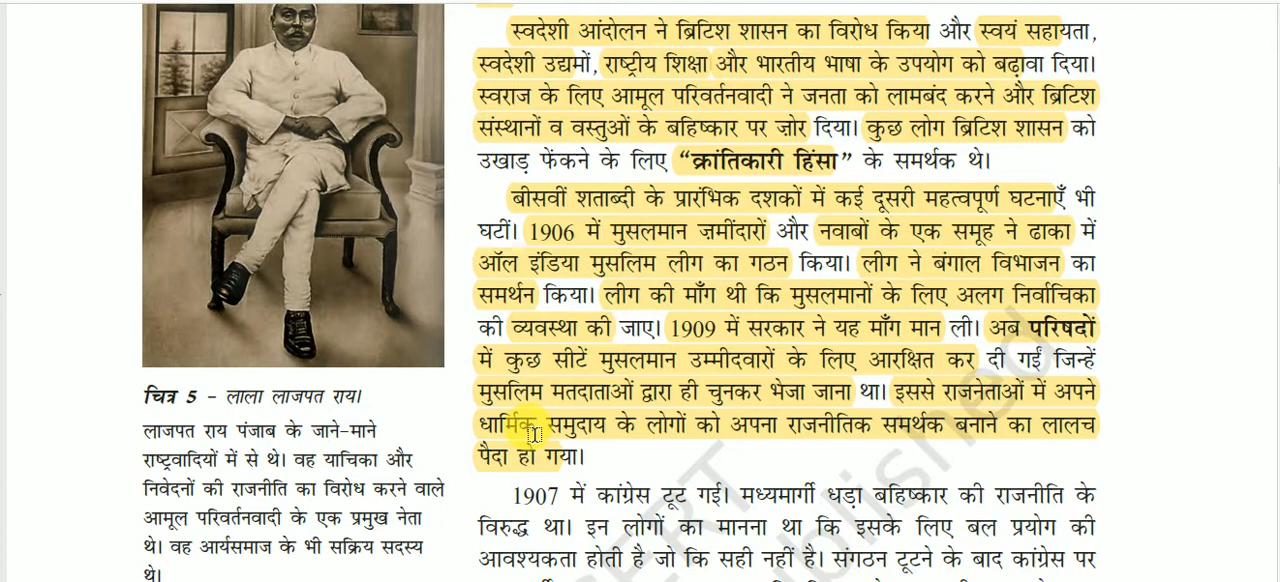 स्वदेशी आंदोलन ने ब्रिटिश शासन का विरोध किया और स्वयं सहायता,
स्वदेशी उद्यमों, राष्ट्रीय शिक्षा और भारतीय भाषा के उपयोग को बढ़ावा दिया।
स्वराज के लिए आमूल परिवर्तनवादी ने जनता को लामबंद करने और ब्रिटिश
संस्थानों व वस्तुओं के बहिष्कार पर ज़ोर दिया। कुछ लोग ब्रिटिश शासन को
उखाड़ फेंकने के लिए “क्रांतिकारी हिंसा” के समर्थक थे।
बीसवीं शताब्दी के प्रारंभिक दशकों में कई दूसरी महत्वपूर्ण घटनाएँ भी
घटीं। 1906 में मुसलमान ज़मींदारों और नवाबों के एक समूह ने ढाका में
ऑल इंडिया मुसलिम लीग का गठन किया। लीग ने बंगाल विभाजन का
समर्थन किया। लीग की माँग थी कि मुसलमानों के लिए अलग निर्वाचिका
की व्यवस्था की जाए। 1909 में सरकार ने यह माँग मान ली। अब परिषदों
में कुछ सीटें मुसलमान उम्मीदवारों के लिए आरक्षित कर दी गईं जिन्हें
मुसलिम मतदाताओं द्वारा ही चुनकर भेजा जाना था। इससे राजनेताओं में अपने
धार्मिक समुदाय के लोगों को अपना राजनीतिक समर्थक बनाने का लालच
पैदा हो गया।
1907 में कांग्रेस टूट गई। मध्यमार्गी धड़ा बहिष्कार की राजनीति के
विरुद्ध था। इन लोगों का मानना था कि इसके लिए बल प्रयोग की
आवश्यकता होती है जो कि सही नहीं है। संगठन टूटने के बाद कांग्रेस पर
चित्र 5 – लाला लाजपत राय।
लाजपत राय पंजाब के जाने-माने
राष्ट्रवादियों में से थे। वह याचिका और
निवेदनों की राजनीति का विरोध करने वाले
आमूल परिवर्तनवादी के एक प्रमुख नेता
थे। वह आर्यसमाज के भी सक्रिय सदस्य
थे।